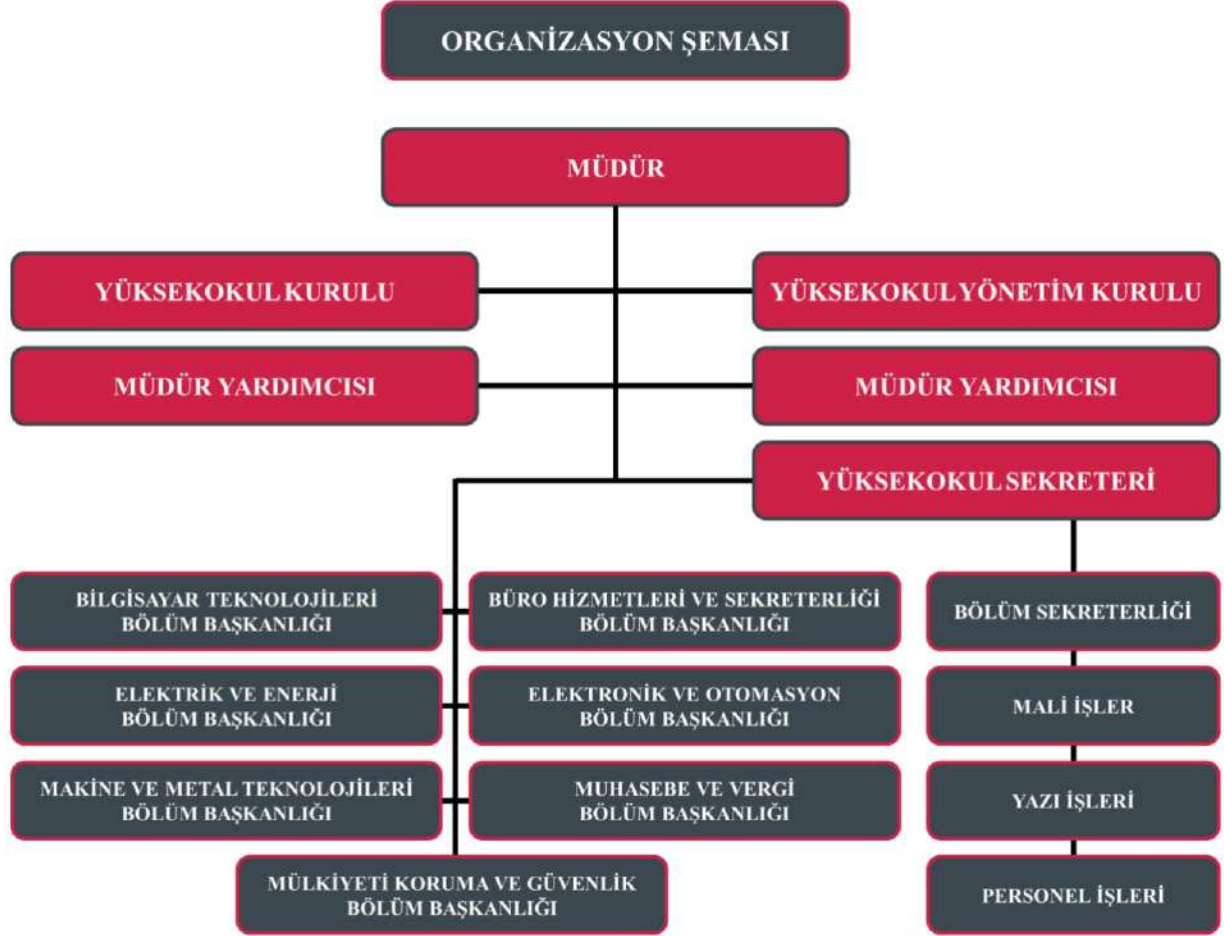 ORGANİZASYON ŞEMASI
MÜDÜR
YÜKSEKOKUL KURULU
YÜKSEKOKUL YÖNETİM KURULU
MÜDÜR YARDIMCISI
MÜDÜR YARDIMCISI
YÜKSEKOKUL SEKRETERİ
BİLGİSAYAR TEKNOLOJİLERİ
BÖLÜM BAŞKANLIĞI
BÜRO HİZMETLERİ VE SEKRETERLİĞİ
BÖLÜM BAŞKANLIĞI
BÖLÜM SEKRETERLİĞİ
ELEKTRİK VE ENERJİ
BÖLÜM BAŞKANLIĞI
ELEKTRONİK VE OTOMASYON
BÖLÜM BAŞKANLIĞI
MALİ İŞLER
MAKİNE VE METAL TEKNOLOJİLERİ
BÖLÜM BAŞKANLIĞI
MUHASEBE VE VERGİ
BÖLÜM BAŞKANLIĞI
YAZI İŞLERİ
MÜLKİYETİ KORUMA VE GÜVENLİK
BÖLÜM BAŞKANLIĞI
PERSONEL İŞLERİ